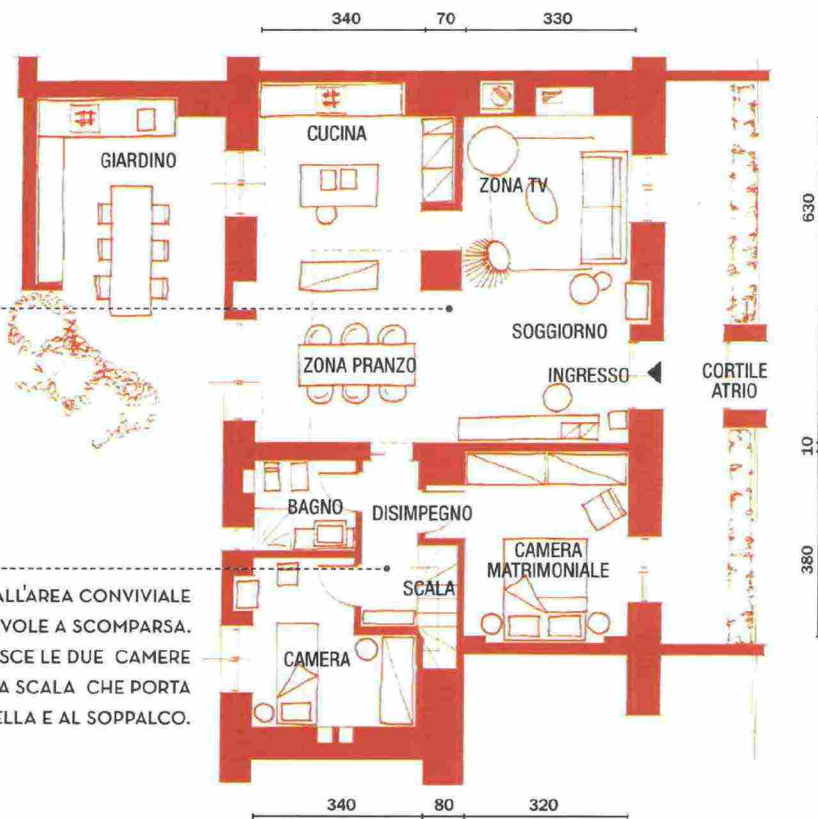 340 70 330
CUCINA
GIARDINO
ZONA TV
630
SOGGIORNO
ZONA PRANZO
INGRESSO
CORTILE
ATRIO
10
BAGNO
DISIMPEGNO
CAMERA
MATRIMONIALE
380
SCALA
ALL'AREA CONVIVIALE
VOLE A SCOMPARSA.
SCE LE DUE CAMERE
A SCALA CHE PORTA
ELLA E AL SOPPALCO.
CAMERA
340 80 320